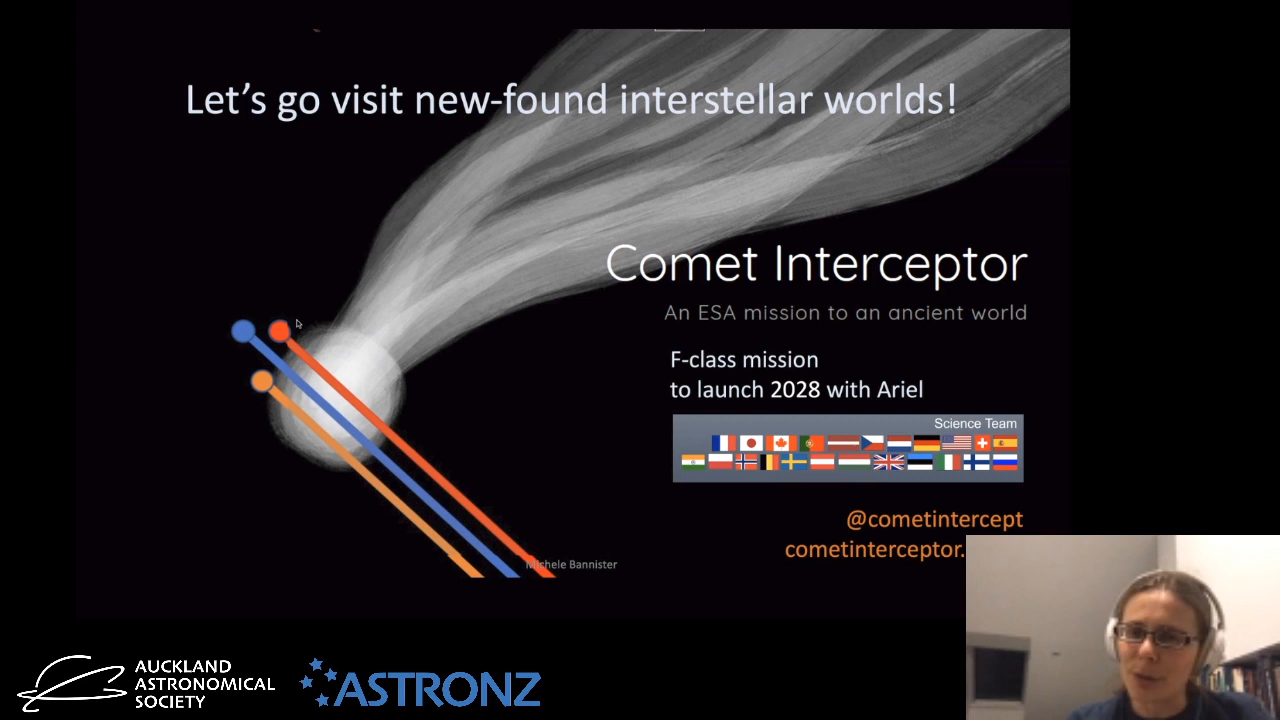 Let's go visit new-found interstellar worlds!
Comet Interceptor
An ESA mission to an ancient world
F-class mission
to launch 2028 with Ariel
Science Team
@cometintercept
cometinterceptor.
Michele Bannister
AUCKLAND
ASTRONOMICAL
SOCIETY
ASTRONZ